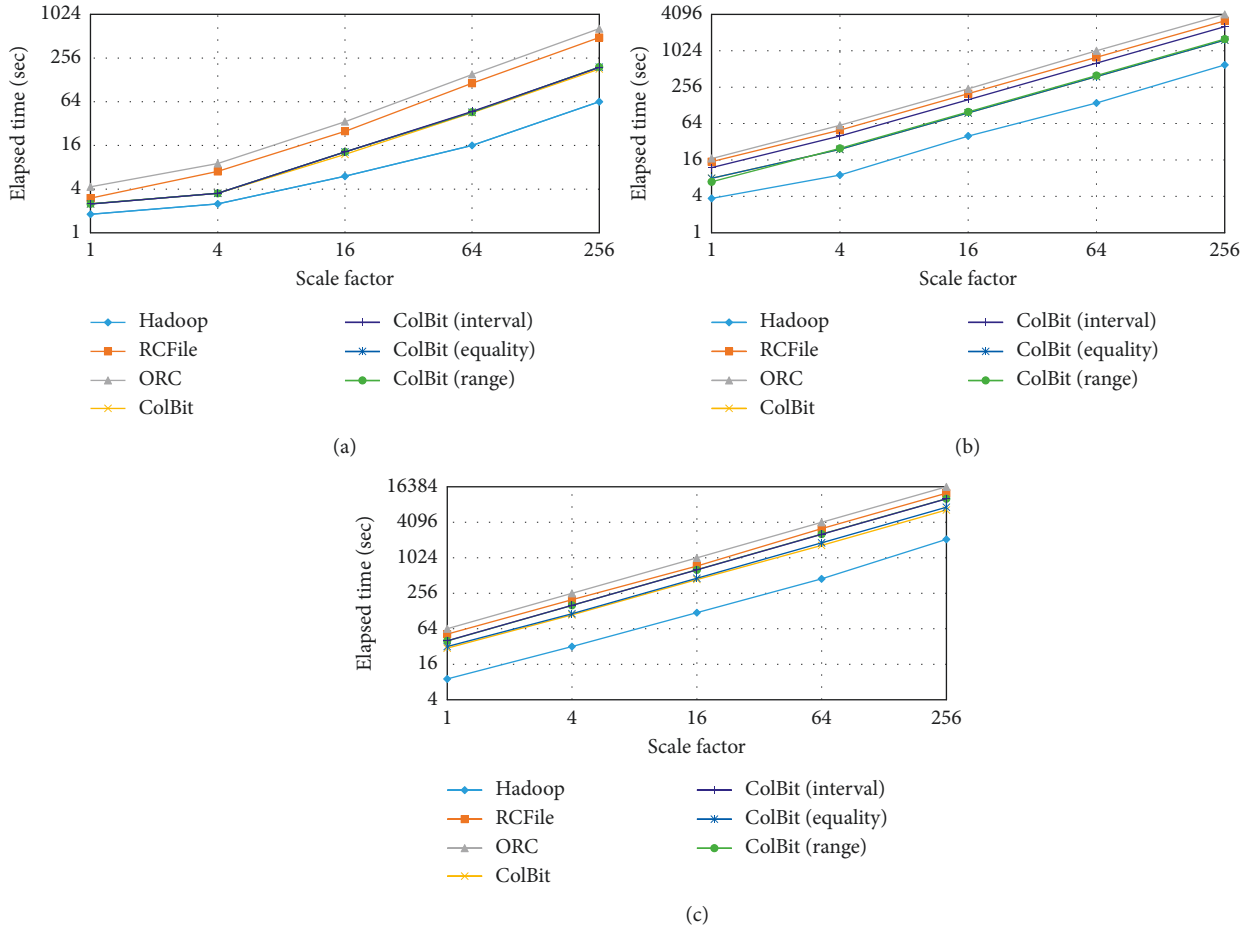 Elapsed time (sec)
1024
256
64
16
4
1
1 4 16 64 256
Scale factor
Hadoop
RCFile
ORC
ColBit
ColBit (interval)
ColBit (equality)
ColBit (range)
(a)
Elapsed time (sec)
4096
1024
256
64
16
4
1
1 4 16 64 256
Scale factor
Hadoop
RCFile
ORC
ColBit
ColBit (interval)
ColBit (equality)
ColBit (range)
(b)
Elapsed time (sec)
16384
4096
1024
256
64
16
4
1 4 16 64 256
Scale factor
Hadoop
RCFile
ORC
ColBit
ColBit (interval)
ColBit (equality)
ColBit (range)
(c)